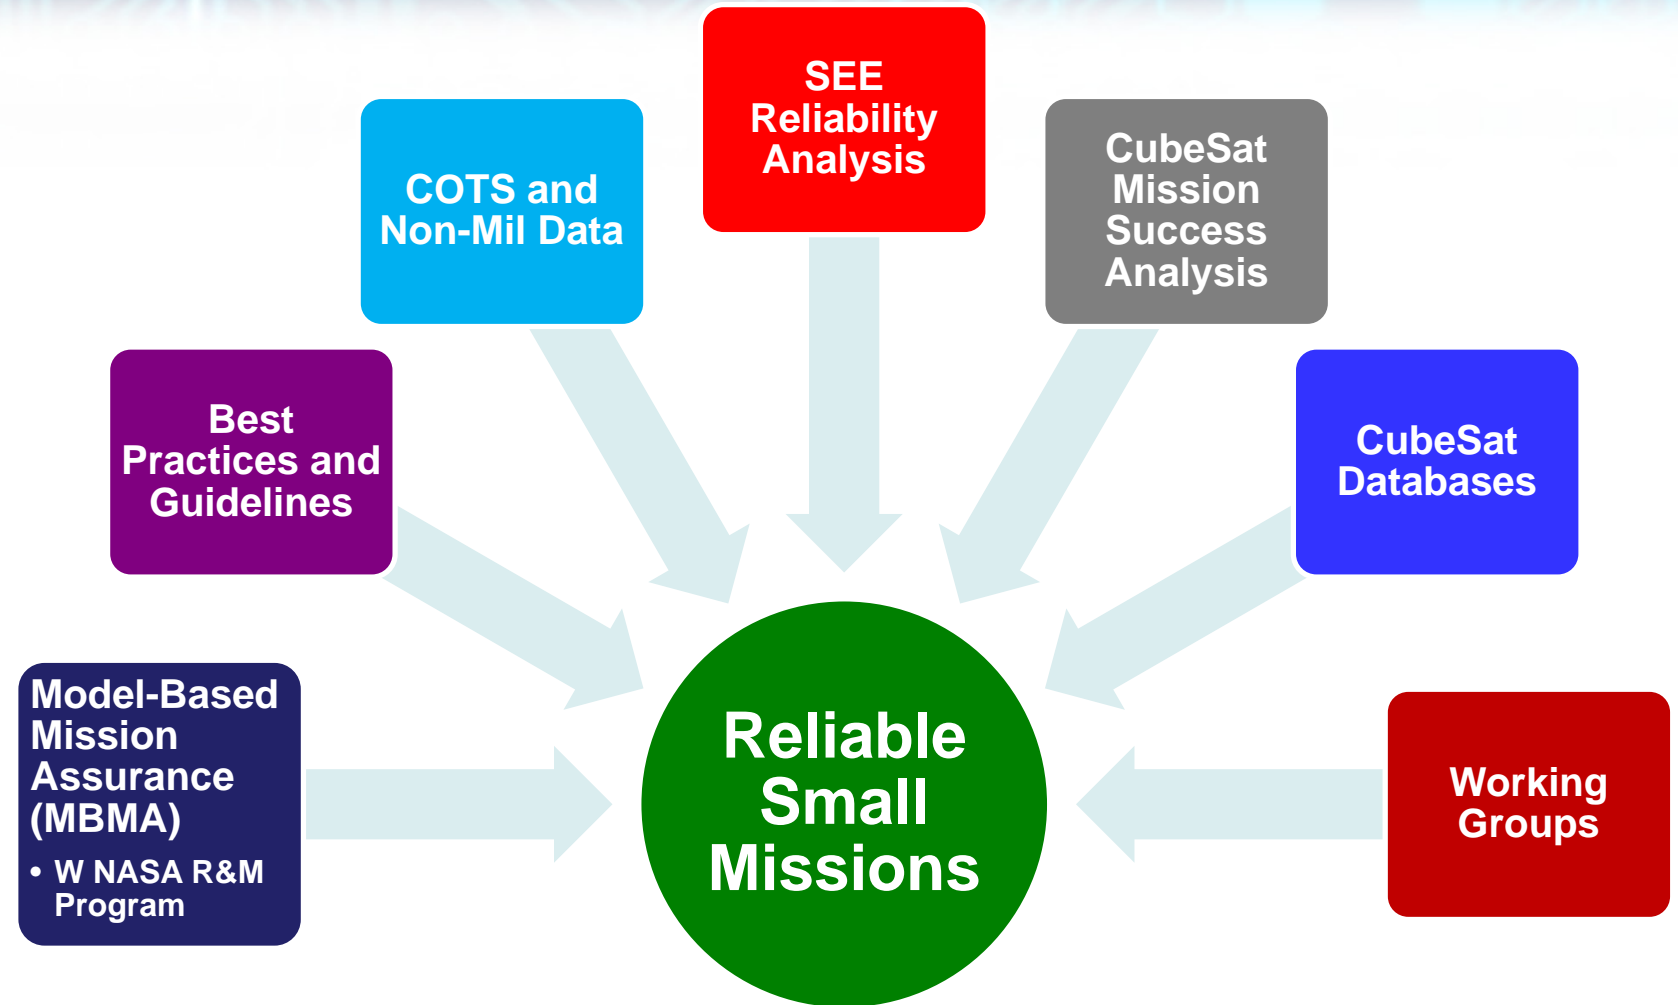 SEE
Reliability
Analysis
COTS and
Non-Mil Data
CubeSat
Mission
Success
Analysis
Best
Practices and
Guidelines
CubeSat
Databases
Model-Based
Mission
Assurance
(MBMA)
• W NASA R&M
Program
Reliable
Small
Missions
Working
Groups